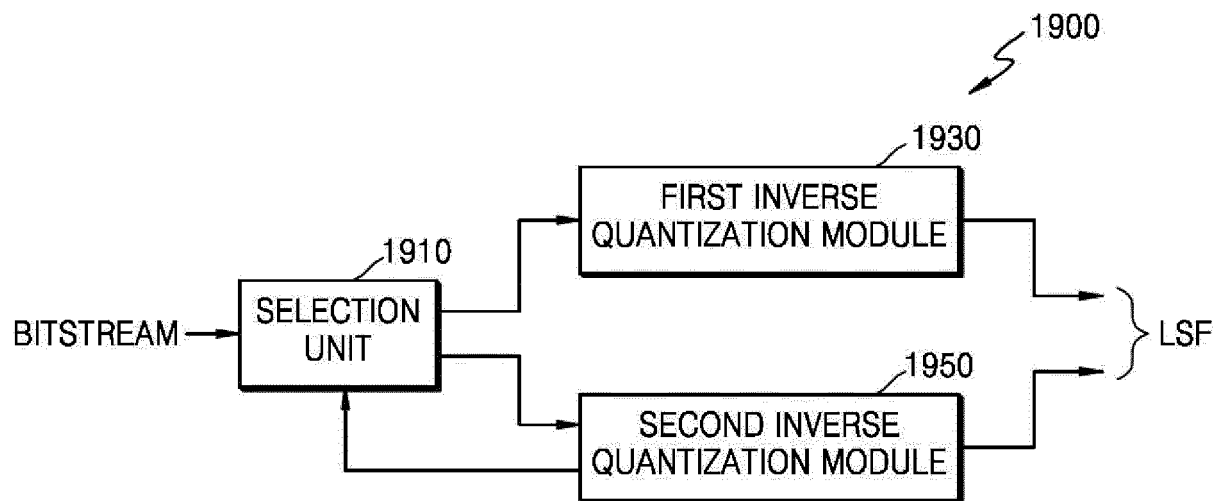 1900
1930
FIRST INVERSE
QUANTIZATION MODULE
1910
SELECTION
UNIT
BITSTREAM
LSF
1950
SECOND INVERSE
QUANTIZATION MODULE